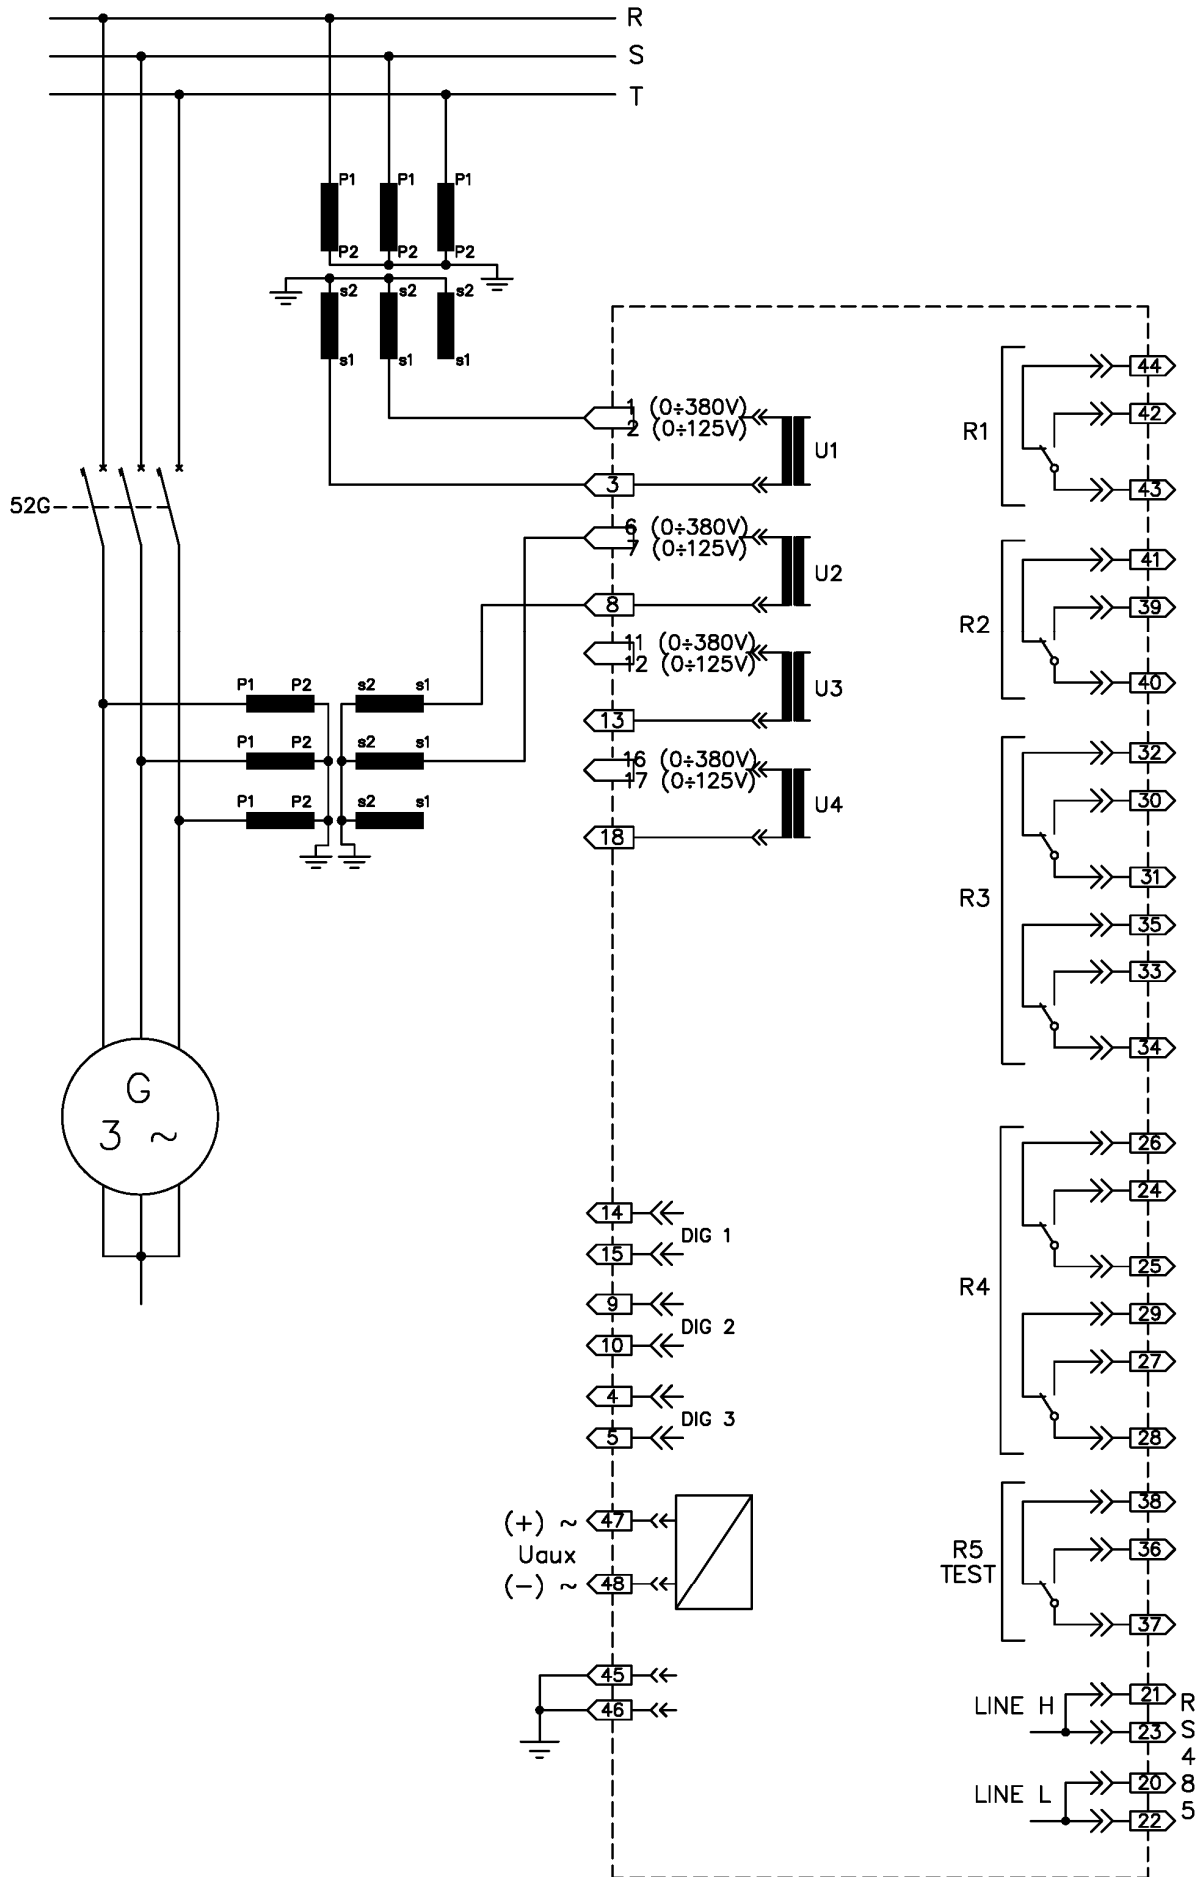 R
S
T
P1 P1 P1
P2 P2 P2
s2 s2 s2
s1 s1 s1
52G
1 (0÷380V)
2 (0÷125V)
U1
3
6 (0÷380V)
7 (0÷125V)
U2
8
11 (0÷380V)
12 (0÷125V)
U3
13
16 (0÷380V)
17 (0÷125V)
U4
18
P1 P2 s2 s1
P1 P2 s2 s1
P1 P2 s2 s1
G
3 ~
14
DIG 1
15
9
DIG 2
10
4
DIG 3
5
(+) ~ 47
Uaux
(−) ~ 48
45
46
R1
44
42
43
R2
41
39
40
R3
32
30
31
35
33
34
R4
26
24
25
29
27
28
R5
TEST
38
36
37
LINE H
21
23
LINE L
20
22
R
S
4
8
5